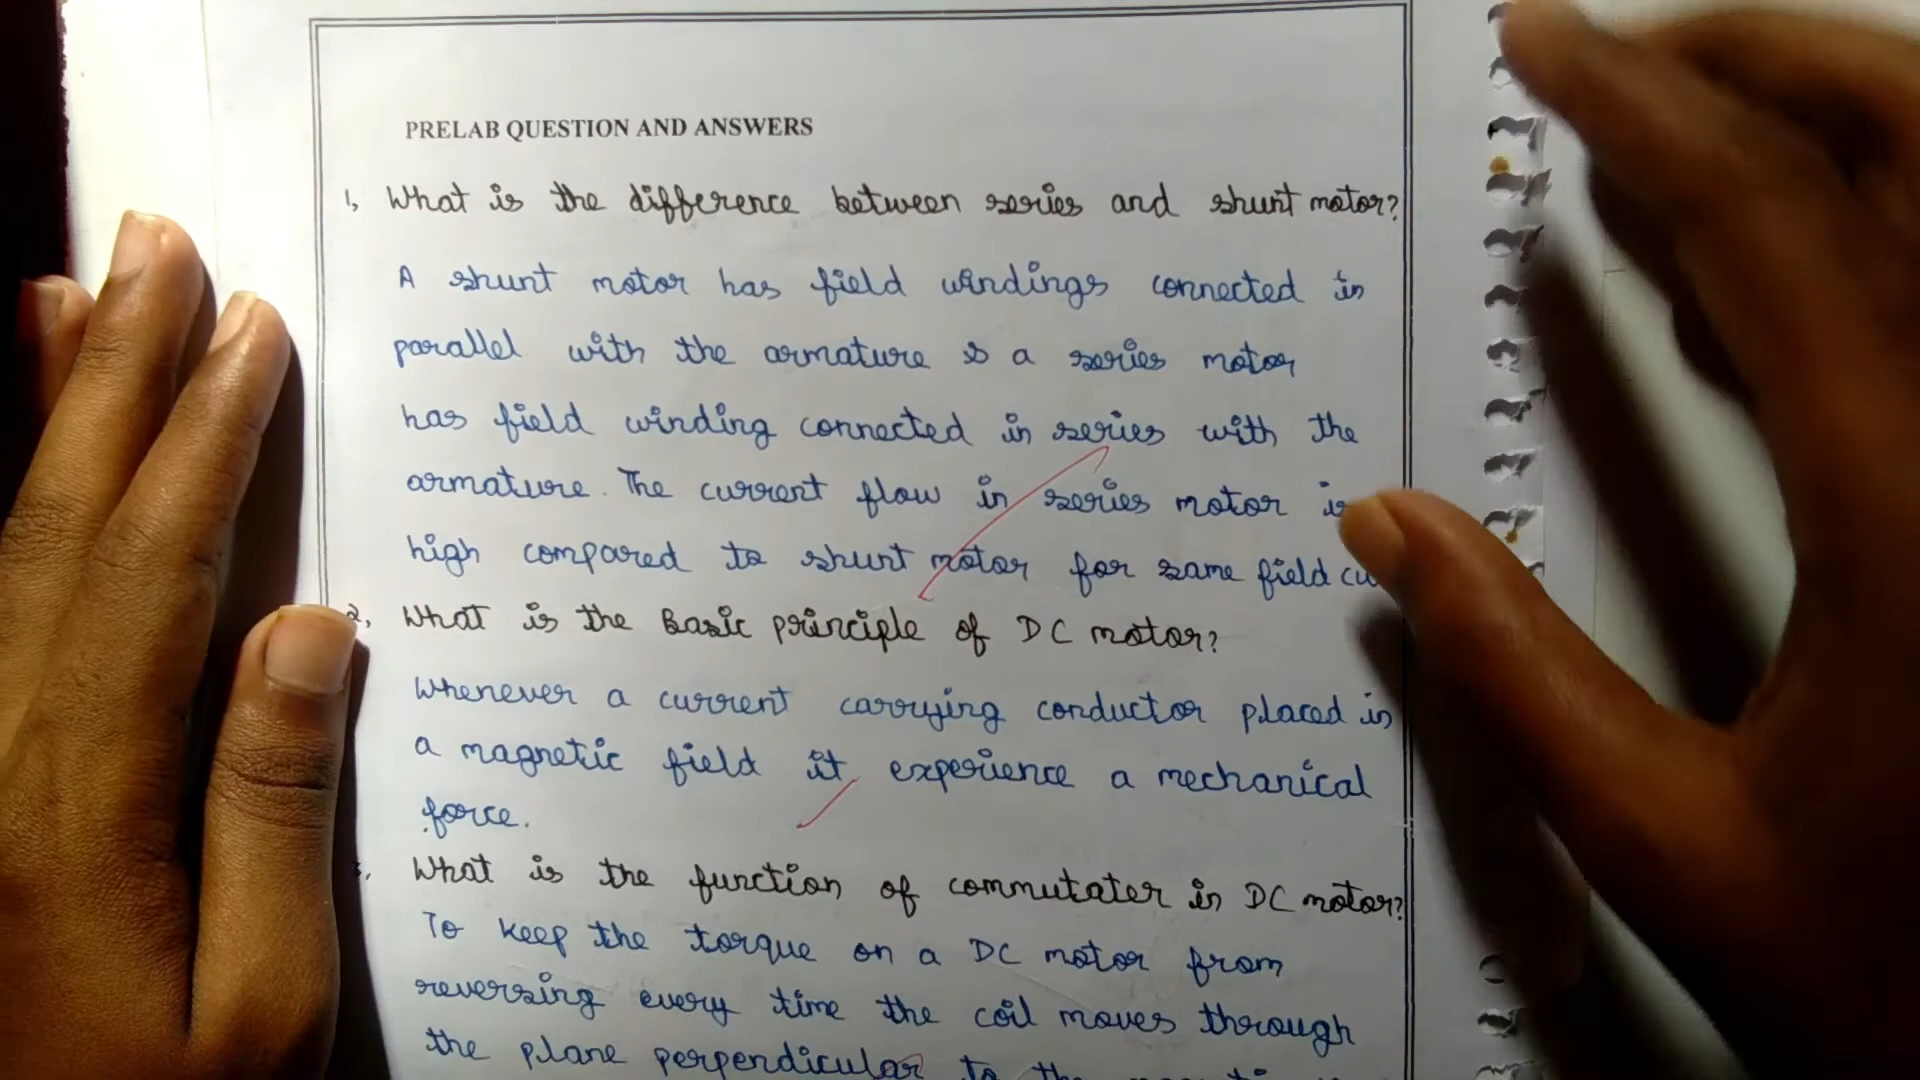 PRELAB QUESTION AND ANSWERS
1, What is the difference between series and shunt motor?
A shunt motor has field windings connected in
parallel with the armature & a series motor
has field winding connected in series with the
armature. The current flow in series motor is
high compared to shunt motor for same field
2, What is the Basic principle of DC motor?
Whenever a current carrying conductor placed in
a magnetic field it experience a mechanical
force.
3, What is the function of commutater in DC motor?
To keep the torque on a DC motor from
reversing every time the coil moves through
the plane perpendicular to